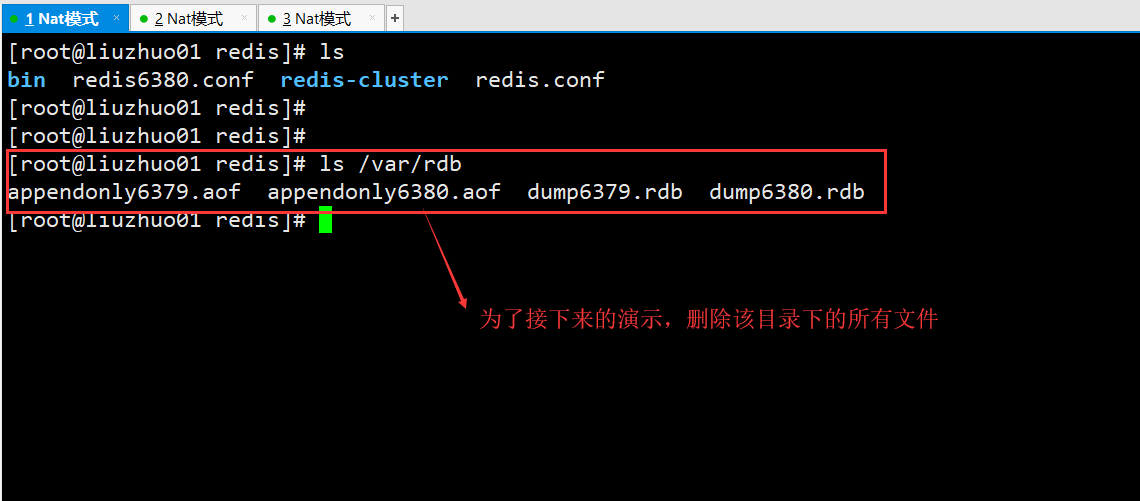 1 Nat模式 × 2 Nat模式 × 3 Nat模式 × +
[root@liuzhuo01 redis]# ls
bin  redis6380.conf  redis-cluster  redis.conf
[root@liuzhuo01 redis]#
[root@liuzhuo01 redis]#
[root@liuzhuo01 redis]# ls /var/rdb
appendonly6379.aof  appendonly6380.aof  dump6379.rdb  dump6380.rdb
[root@liuzhuo01 redis]#
为了接下来的演示，删除该目录下的所有文件